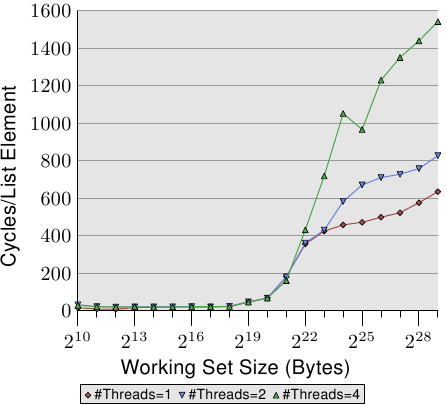 1600
1400
1200
1000
800
600
400
200
0
Cycles/List Element
2^10 2^13 2^16 2^19 2^22 2^25 2^28
Working Set Size (Bytes)
#Threads=1 #Threads=2 #Threads=4